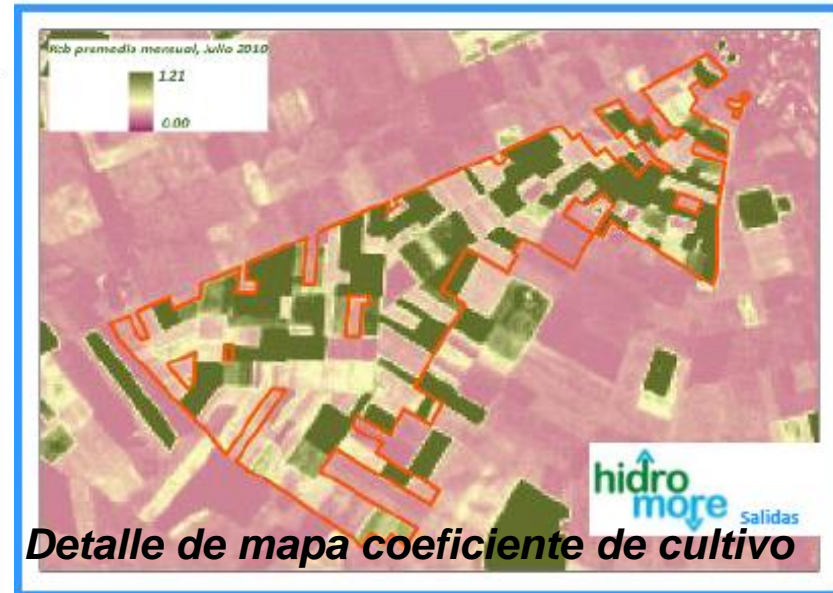 Kcb promedio mensual, Julio 2010
1.21
0.00
hidro
more Salidas
Detalle de mapa coeficiente de cultivo